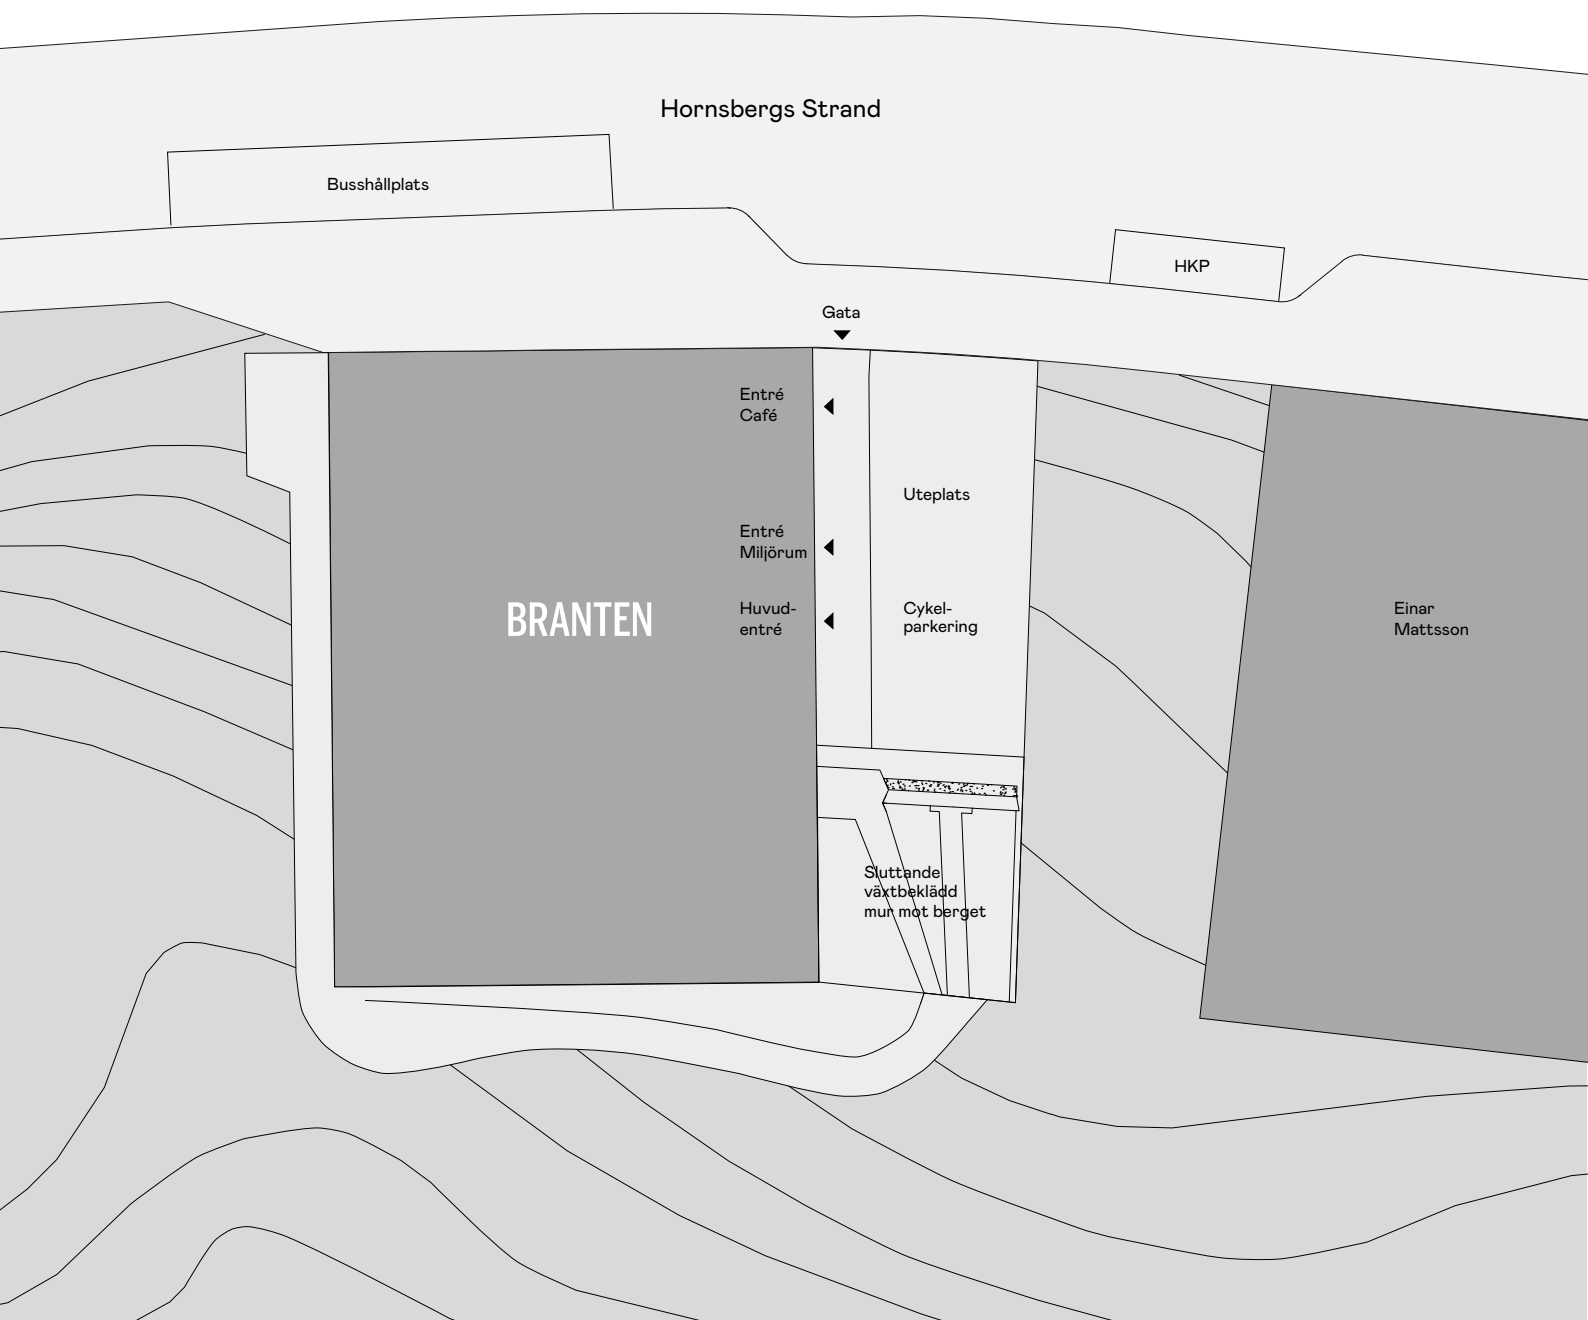 Hornsbergs Strand
Busshållplats
HKP
Gata
Entré
Café
Uteplats
Entré
Miljörum
BRANTEN
Huvud-
entré
Cykel-
parkering
Einar
Mattsson
Sluttande
växtbeklädd
mur mot berget